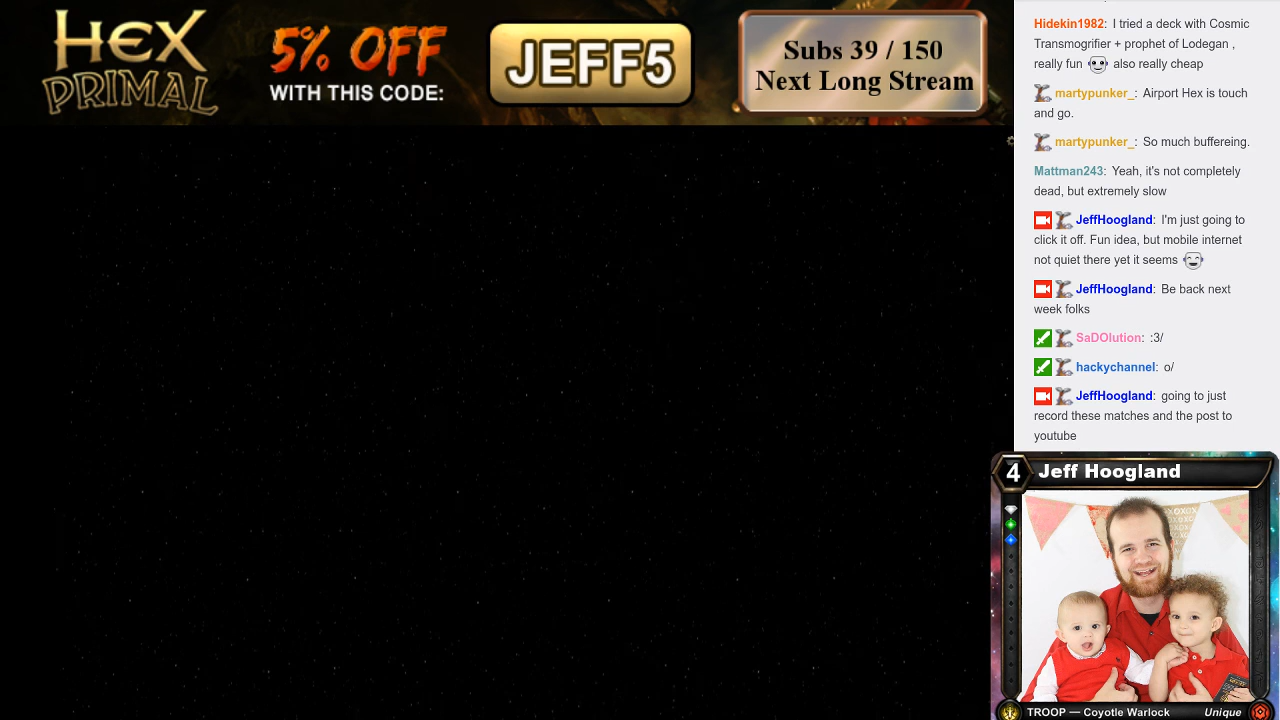 HEX
PRIMAL
5% OFF
WITH THIS CODE:
JEFF5
Subs 39 / 150
Next Long Stream
Hidekin1982: I tried a deck with Cosmic
Transmogrifier + prophet of Lodegan ,
really fun also really cheap
martypunker_: Airport Hex is touch
and go.
martypunker_: So much buffereing.
Mattman243: Yeah, it's not completely
dead, but extremely slow
JeffHoogland: I'm just going to
click it off. Fun idea, but mobile internet
not quiet there yet it seems
JeffHoogland: Be back next
week folks
SaDOlution: :3/
hackychannel: o/
JeffHoogland: going to just
record these matches and the post to
youtube
4 Jeff Hoogland
XOXOX
TROOP — Coyotle Warlock Unique